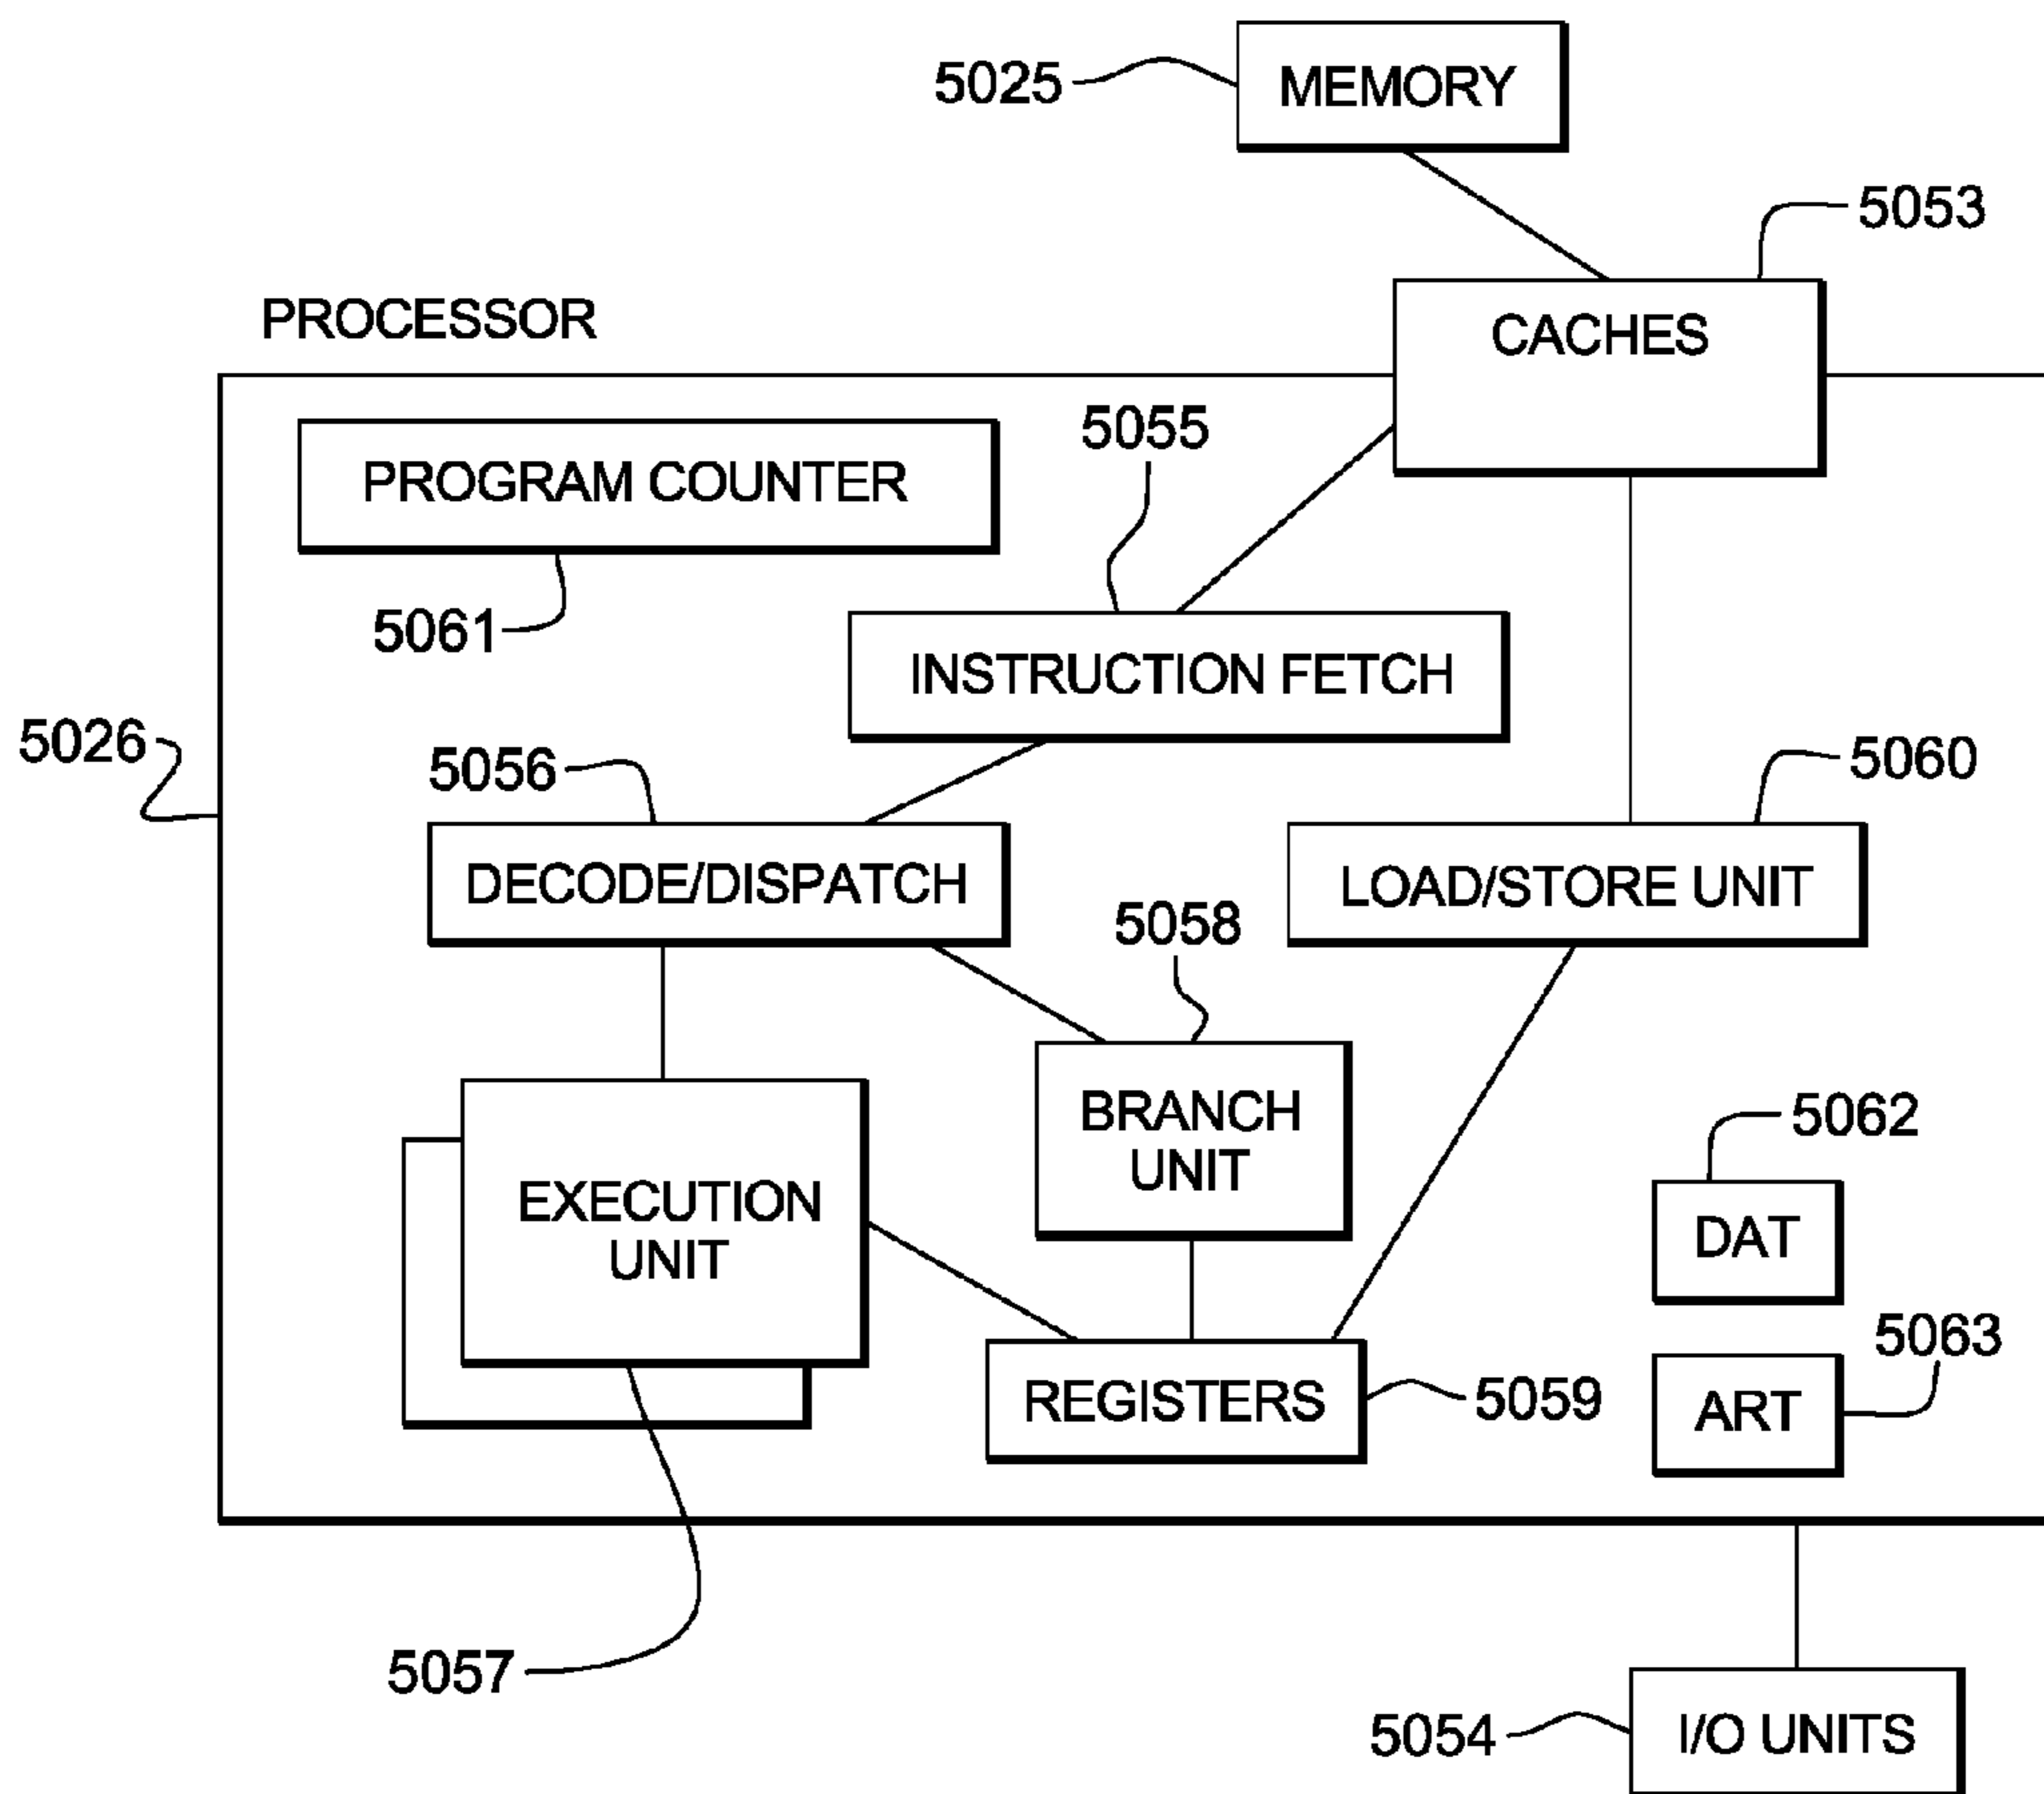 MEMORY
5025
5053
CACHES
PROCESSOR
5055
PROGRAM COUNTER
5061
INSTRUCTION FETCH
5026
5056
5060
DECODE/DISPATCH
LOAD/STORE UNIT
5058
BRANCH
UNIT
5062
EXECUTION
UNIT
DAT
5063
REGISTERS
5059
ART
5057
5054
I/O UNITS